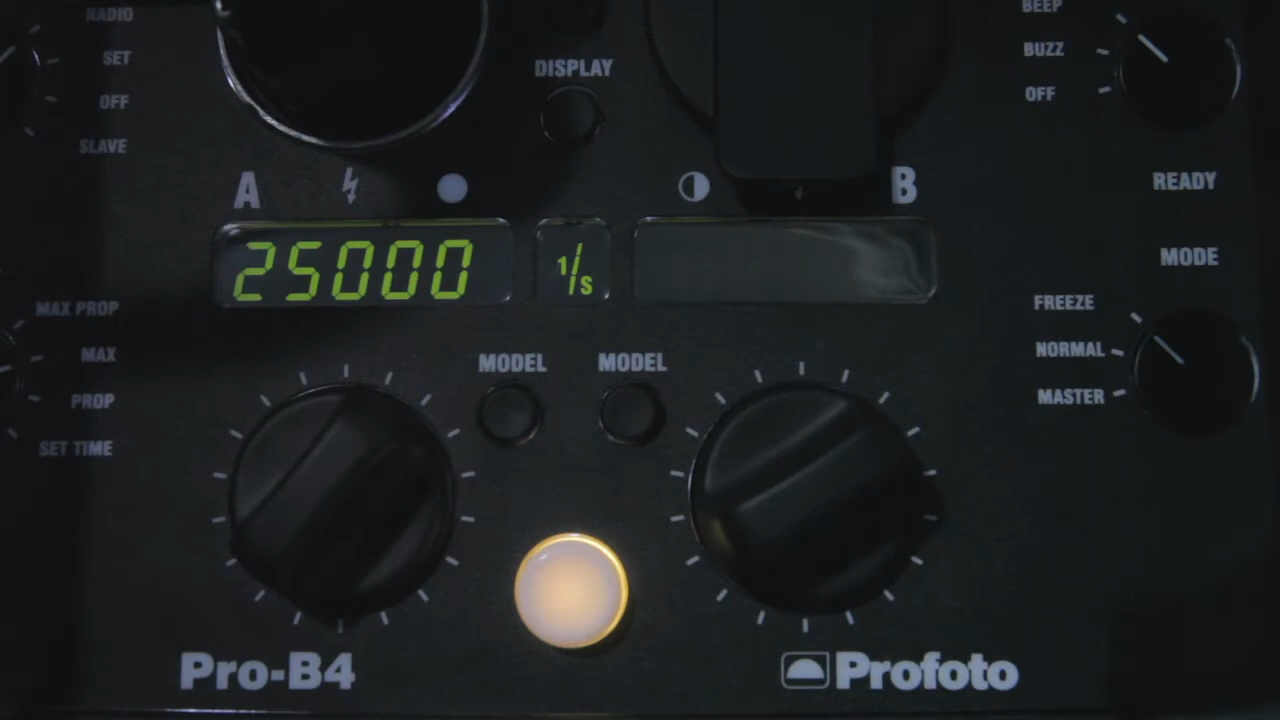 RADIO
SET
OFF
SLAVE
DISPLAY
BEEP
BUZZ
OFF
READY
A
B
25000
1/s
MODE
MAX PROP
MAX
PROP
SET TIME
MODEL
MODEL
FREEZE
NORMAL
MASTER
Pro-B4
Profoto